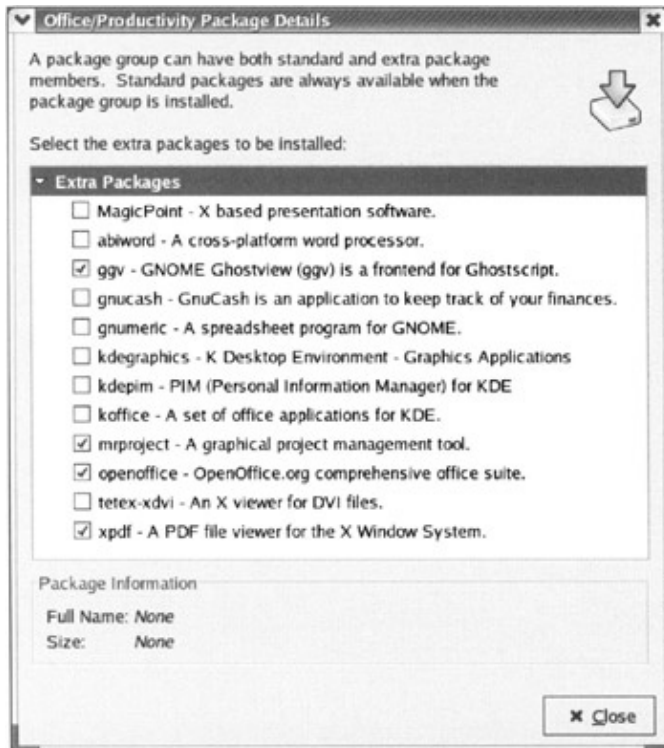 Office/Productivity Package Details
A package group can have both standard and extra package
members. Standard packages are always available when the
package group is installed.
Select the extra packages to be installed:
Extra Packages
MagicPoint - X based presentation software.
abiword - A cross-platform word processor.
ggv - GNOME Ghostview (ggv) is a frontend for Ghostscript.
gnucash - GnuCash is an application to keep track of your finances.
gnumeric - A spreadsheet program for GNOME.
kdegraphics - K Desktop Environment - Graphics Applications
kdepim - PIM (Personal Information Manager) for KDE
koffice - A set of office applications for KDE.
mrproject - A graphical project management tool.
openoffice - OpenOffice.org comprehensive office suite.
tetex-xdvi - An X viewer for DVI files.
xpdf - A PDF file viewer for the X Window System.
Package Information
Full Name: None
Size: None
Close